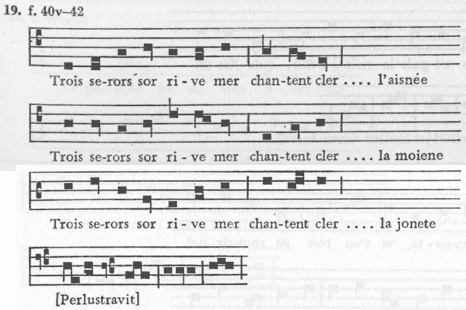 19. f. 40v–42
Trois se-rors sor ri-ve mer chan-tent cler .... l'aisnée
Trois se-rors sor ri-ve mer chan-tent cler .... la moiene
Trois se-rors sor ri-ve mer chan-tent cler .... la jonete
[Perlustravit]